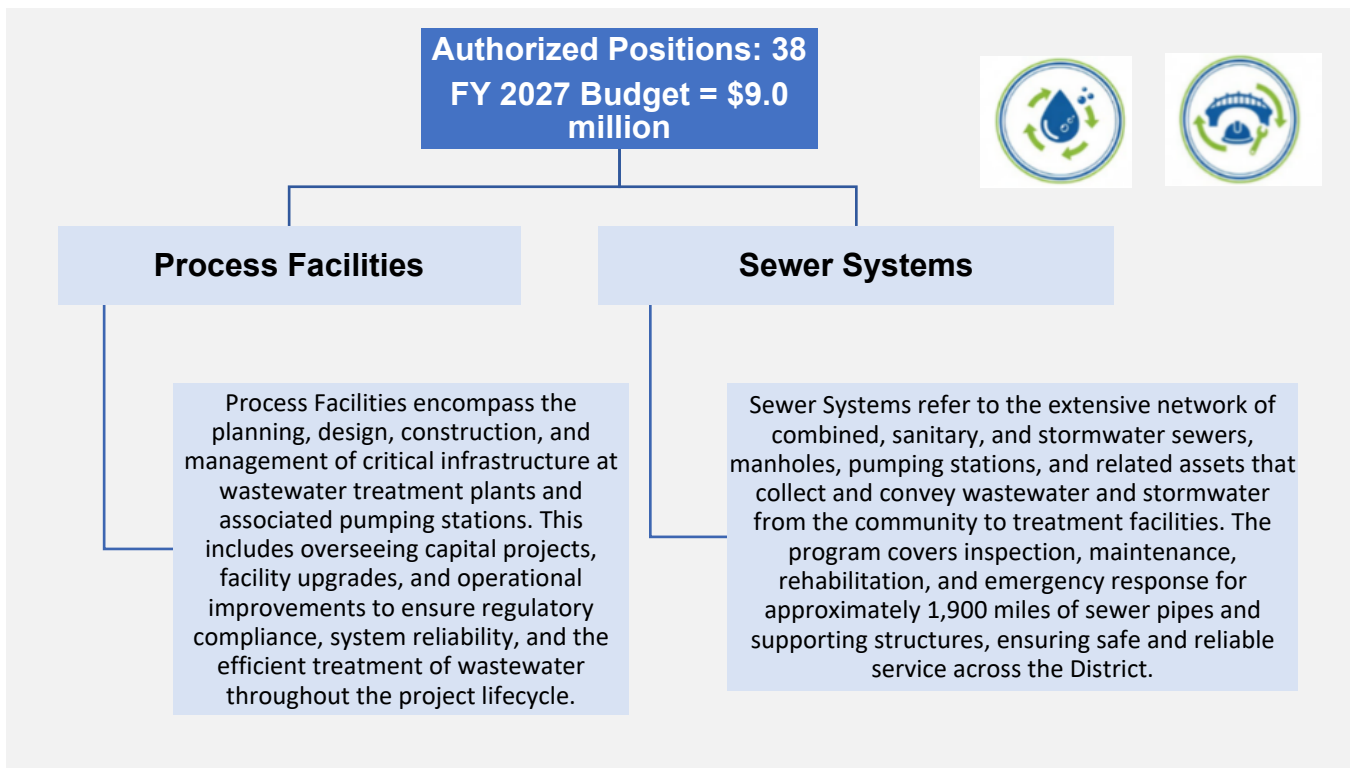 Authorized Positions: 38
FY 2027 Budget = $9.0
million
Process Facilities
Sewer Systems
Process Facilities encompass the
planning, design, construction, and
management of critical infrastructure at
wastewater treatment plants and
associated pumping stations. This
includes overseeing capital projects,
facility upgrades, and operational
improvements to ensure regulatory
compliance, system reliability, and the
efficient treatment of wastewater
throughout the project lifecycle.
Sewer Systems refer to the extensive network of
combined, sanitary, and stormwater sewers,
manholes, pumping stations, and related assets that
collect and convey wastewater and stormwater
from the community to treatment facilities. The
program covers inspection, maintenance,
rehabilitation, and emergency response for
approximately 1,900 miles of sewer pipes and
supporting structures, ensuring safe and reliable
service across the District.